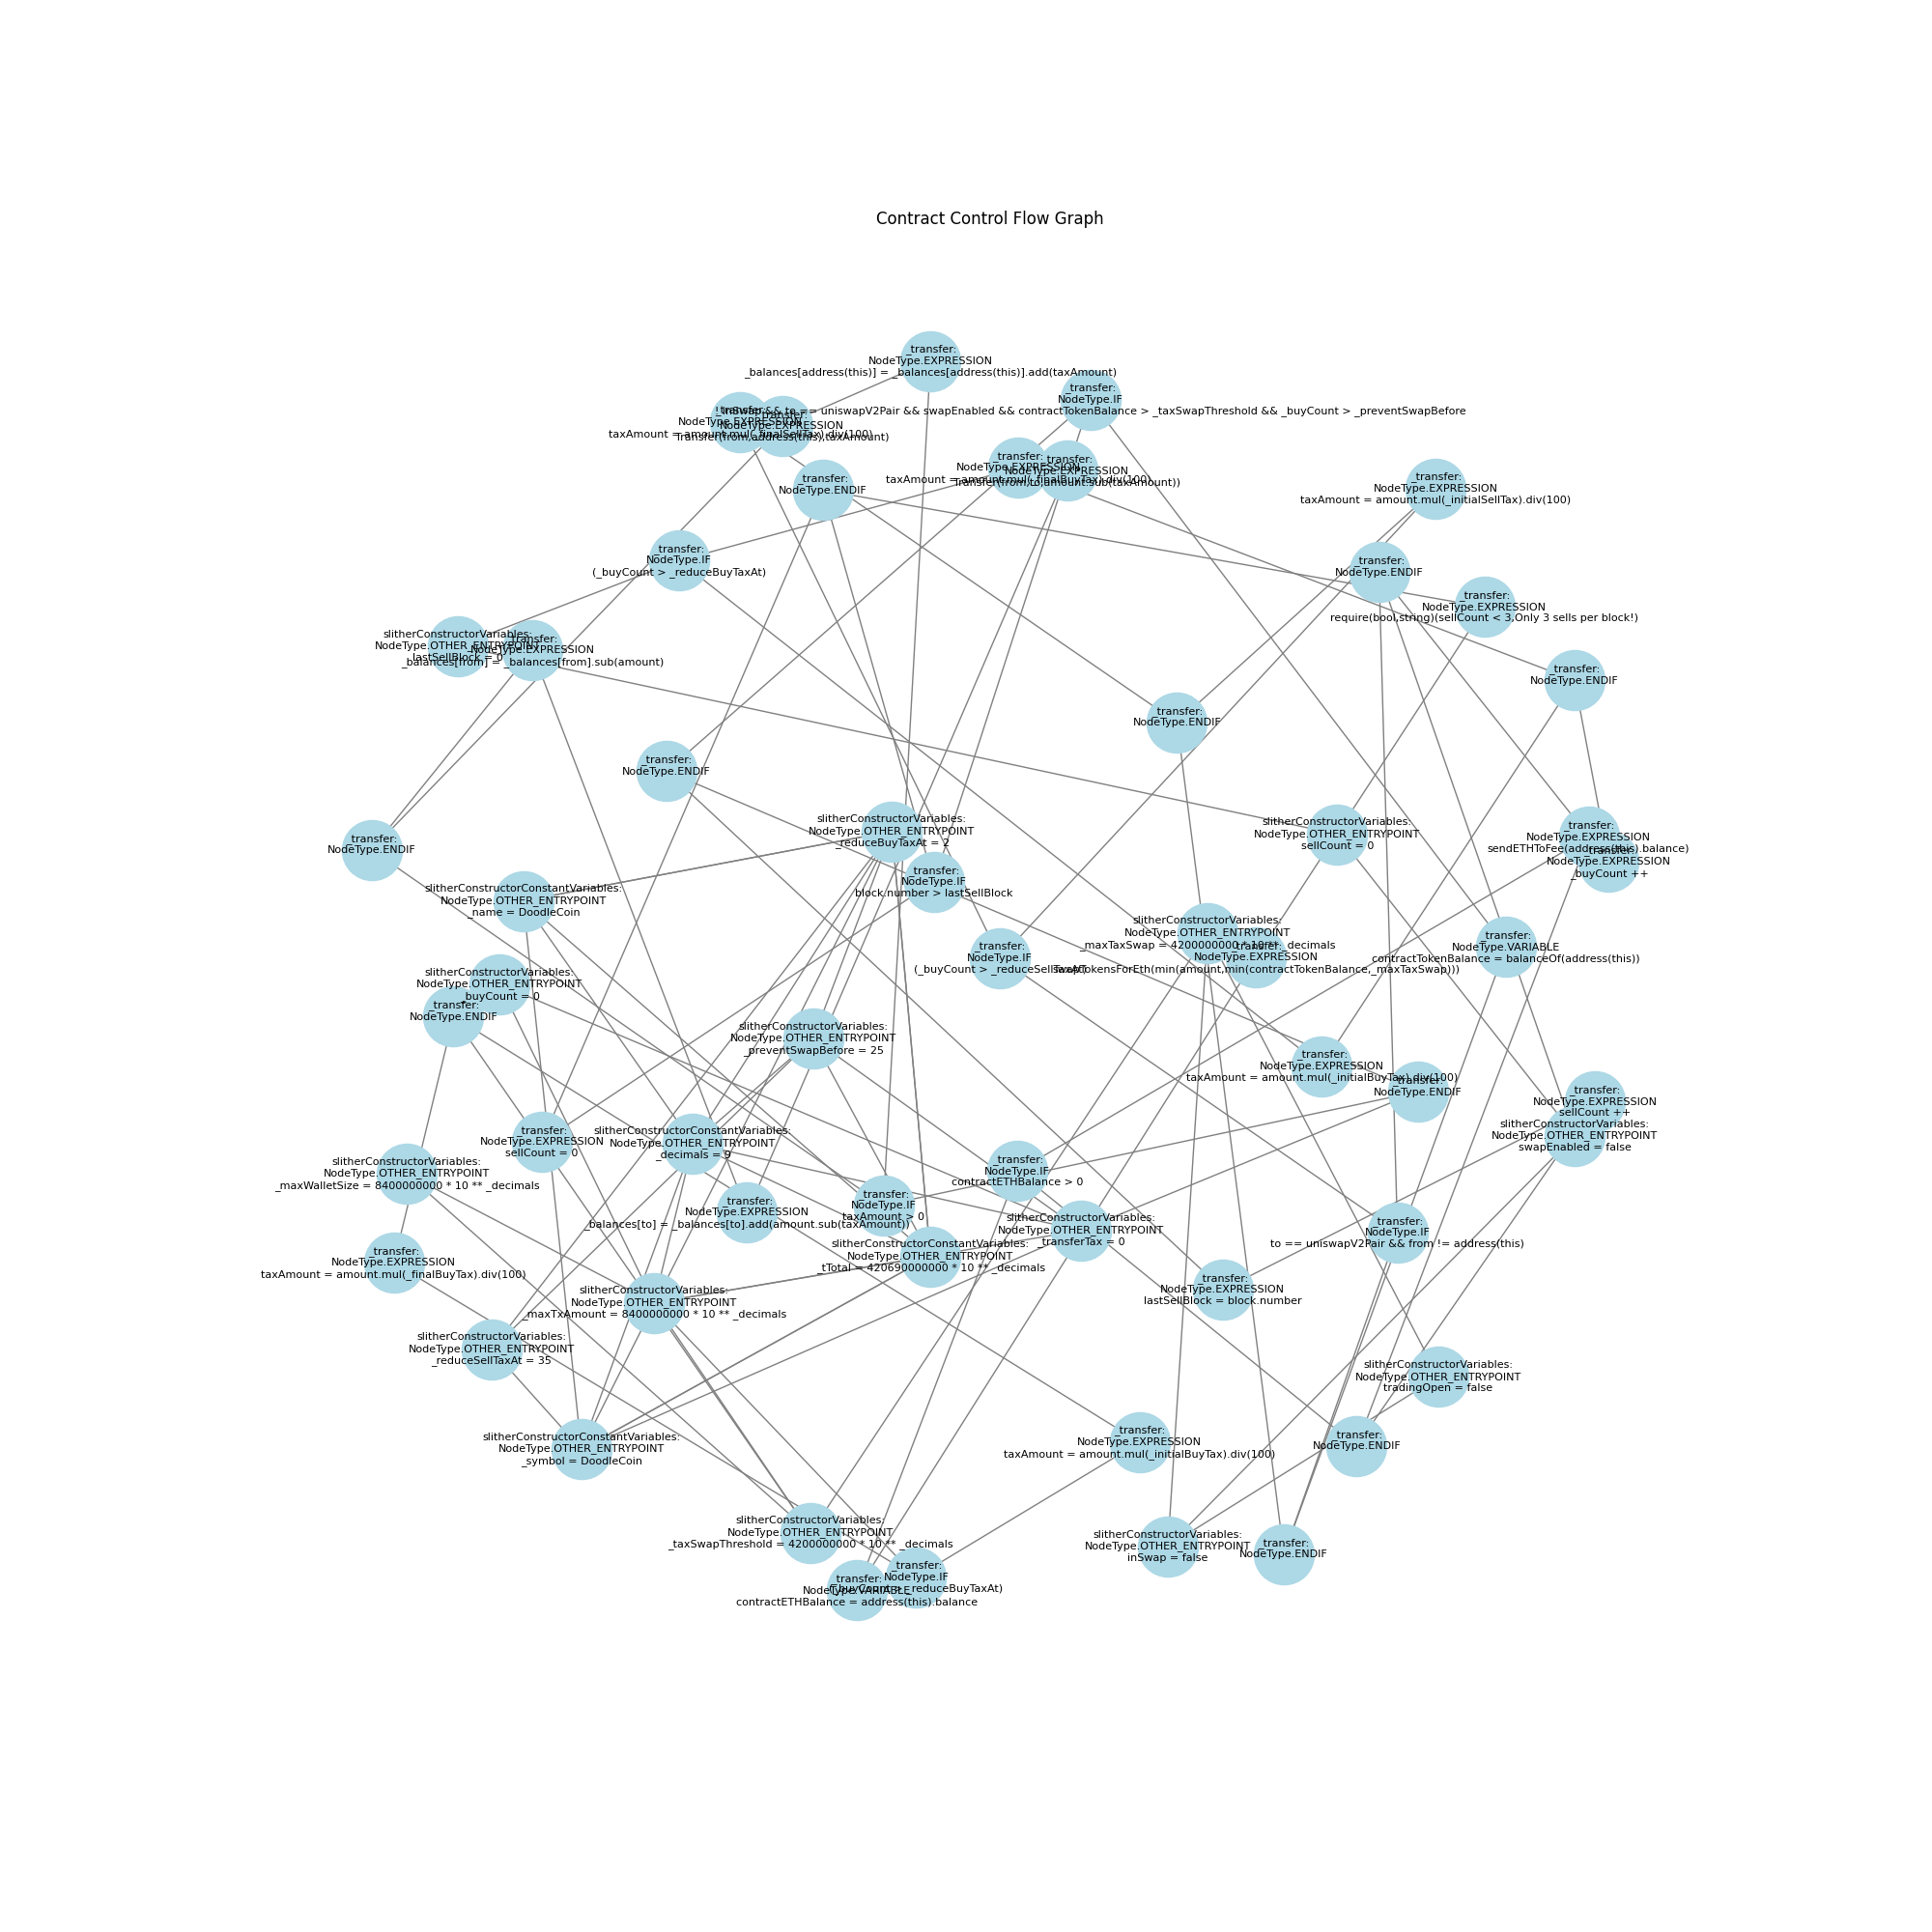 Contract Control Flow Graph
_transfer:
NodeType.EXPRESSION
_balances[address(this)] = _balances[address(this)].add(taxAmount)
_transfer:
NodeType.IF
!inSwap && to == uniswapV2Pair && swapEnabled && contractTokenBalance > _taxSwapThreshold && _buyCount > _preventSwapBefore
_transfer:
NodeType.EXPRESSION
taxAmount = amount.mul(_finalSellTax).div(100)
_transfer:
NodeType.EXPRESSION
Transfer(from,address(this),taxAmount)
_transfer:
NodeType.EXPRESSION
taxAmount = amount.mul(_finalBuyTax).div(100)
_transfer:
NodeType.EXPRESSION
Transfer(from,to,amount.sub(taxAmount))
_transfer:
NodeType.ENDIF
_transfer:
NodeType.EXPRESSION
taxAmount = amount.mul(_initialSellTax).div(100)
_transfer:
NodeType.IF
(_buyCount > _reduceBuyTaxAt)
_transfer:
NodeType.ENDIF
_transfer:
NodeType.EXPRESSION
require(bool,string)(sellCount < 3,Only 3 sells per block!)
slitherConstructorVariables:
NodeType.OTHER_ENTRYPOINT
lastSellBlock = 0
_transfer:
NodeType.EXPRESSION
_balances[from] = _balances[from].sub(amount)
_transfer:
NodeType.ENDIF
_transfer:
NodeType.ENDIF
_transfer:
NodeType.ENDIF
slitherConstructorVariables:
NodeType.OTHER_ENTRYPOINT
_reduceBuyTaxAt = 2
slitherConstructorVariables:
NodeType.OTHER_ENTRYPOINT
sellCount = 0
_transfer:
NodeType.EXPRESSION
sendETHToFee(address(this).balance)
_transfer:
NodeType.EXPRESSION
_buyCount ++
_transfer:
NodeType.ENDIF
_transfer:
NodeType.IF
block.number > lastSellBlock
slitherConstructorConstantVariables:
NodeType.OTHER_ENTRYPOINT
_name = DoodleCoin
slitherConstructorVariables:
NodeType.OTHER_ENTRYPOINT
_maxTaxSwap = 4200000000 * 10 ** _decimals
_transfer:
NodeType.EXPRESSION
swapTokensForEth(min(amount,min(contractTokenBalance,_maxTaxSwap)))
_transfer:
NodeType.IF
(_buyCount > _reduceSellTaxAt)
_transfer:
NodeType.VARIABLE
contractTokenBalance = balanceOf(address(this))
slitherConstructorVariables:
NodeType.OTHER_ENTRYPOINT
_buyCount = 0
_transfer:
NodeType.ENDIF
slitherConstructorVariables:
NodeType.OTHER_ENTRYPOINT
_preventSwapBefore = 25
_transfer:
NodeType.EXPRESSION
taxAmount = amount.mul(_initialBuyTax).div(100)
_transfer:
NodeType.ENDIF
_transfer:
NodeType.EXPRESSION
sellCount ++
slitherConstructorVariables:
NodeType.OTHER_ENTRYPOINT
swapEnabled = false
_transfer:
NodeType.EXPRESSION
sellCount = 0
slitherConstructorConstantVariables:
NodeType.OTHER_ENTRYPOINT
_decimals = 9
slitherConstructorVariables:
NodeType.OTHER_ENTRYPOINT
_maxWalletSize = 8400000000 * 10 ** _decimals
_transfer:
NodeType.IF
contractETHBalance > 0
_transfer:
NodeType.EXPRESSION
_balances[to] = _balances[to].add(amount.sub(taxAmount))
_transfer:
NodeType.IF
taxAmount > 0
slitherConstructorVariables:
NodeType.OTHER_ENTRYPOINT
_transferTax = 0
_transfer:
NodeType.IF
to == uniswapV2Pair && from != address(this)
slitherConstructorConstantVariables:
NodeType.OTHER_ENTRYPOINT
_tTotal = 420690000000 * 10 ** _decimals
_transfer:
NodeType.EXPRESSION
taxAmount = amount.mul(_finalBuyTax).div(100)
_transfer:
NodeType.EXPRESSION
lastSellBlock = block.number
slitherConstructorVariables:
NodeType.OTHER_ENTRYPOINT
_maxTxAmount = 8400000000 * 10 ** _decimals
slitherConstructorVariables:
NodeType.OTHER_ENTRYPOINT
_reduceSellTaxAt = 35
slitherConstructorVariables:
NodeType.OTHER_ENTRYPOINT
tradingOpen = false
slitherConstructorConstantVariables:
NodeType.OTHER_ENTRYPOINT
_symbol = DoodleCoin
_transfer:
NodeType.EXPRESSION
taxAmount = amount.mul(_initialBuyTax).div(100)
_transfer:
NodeType.ENDIF
slitherConstructorVariables:
NodeType.OTHER_ENTRYPOINT
_taxSwapThreshold = 4200000000 * 10 ** _decimals
slitherConstructorVariables:
NodeType.OTHER_ENTRYPOINT
inSwap = false
_transfer:
NodeType.ENDIF
_transfer:
NodeType.IF
(_buyCount > _reduceBuyTaxAt)
_transfer:
NodeType.VARIABLE
contractETHBalance = address(this).balance